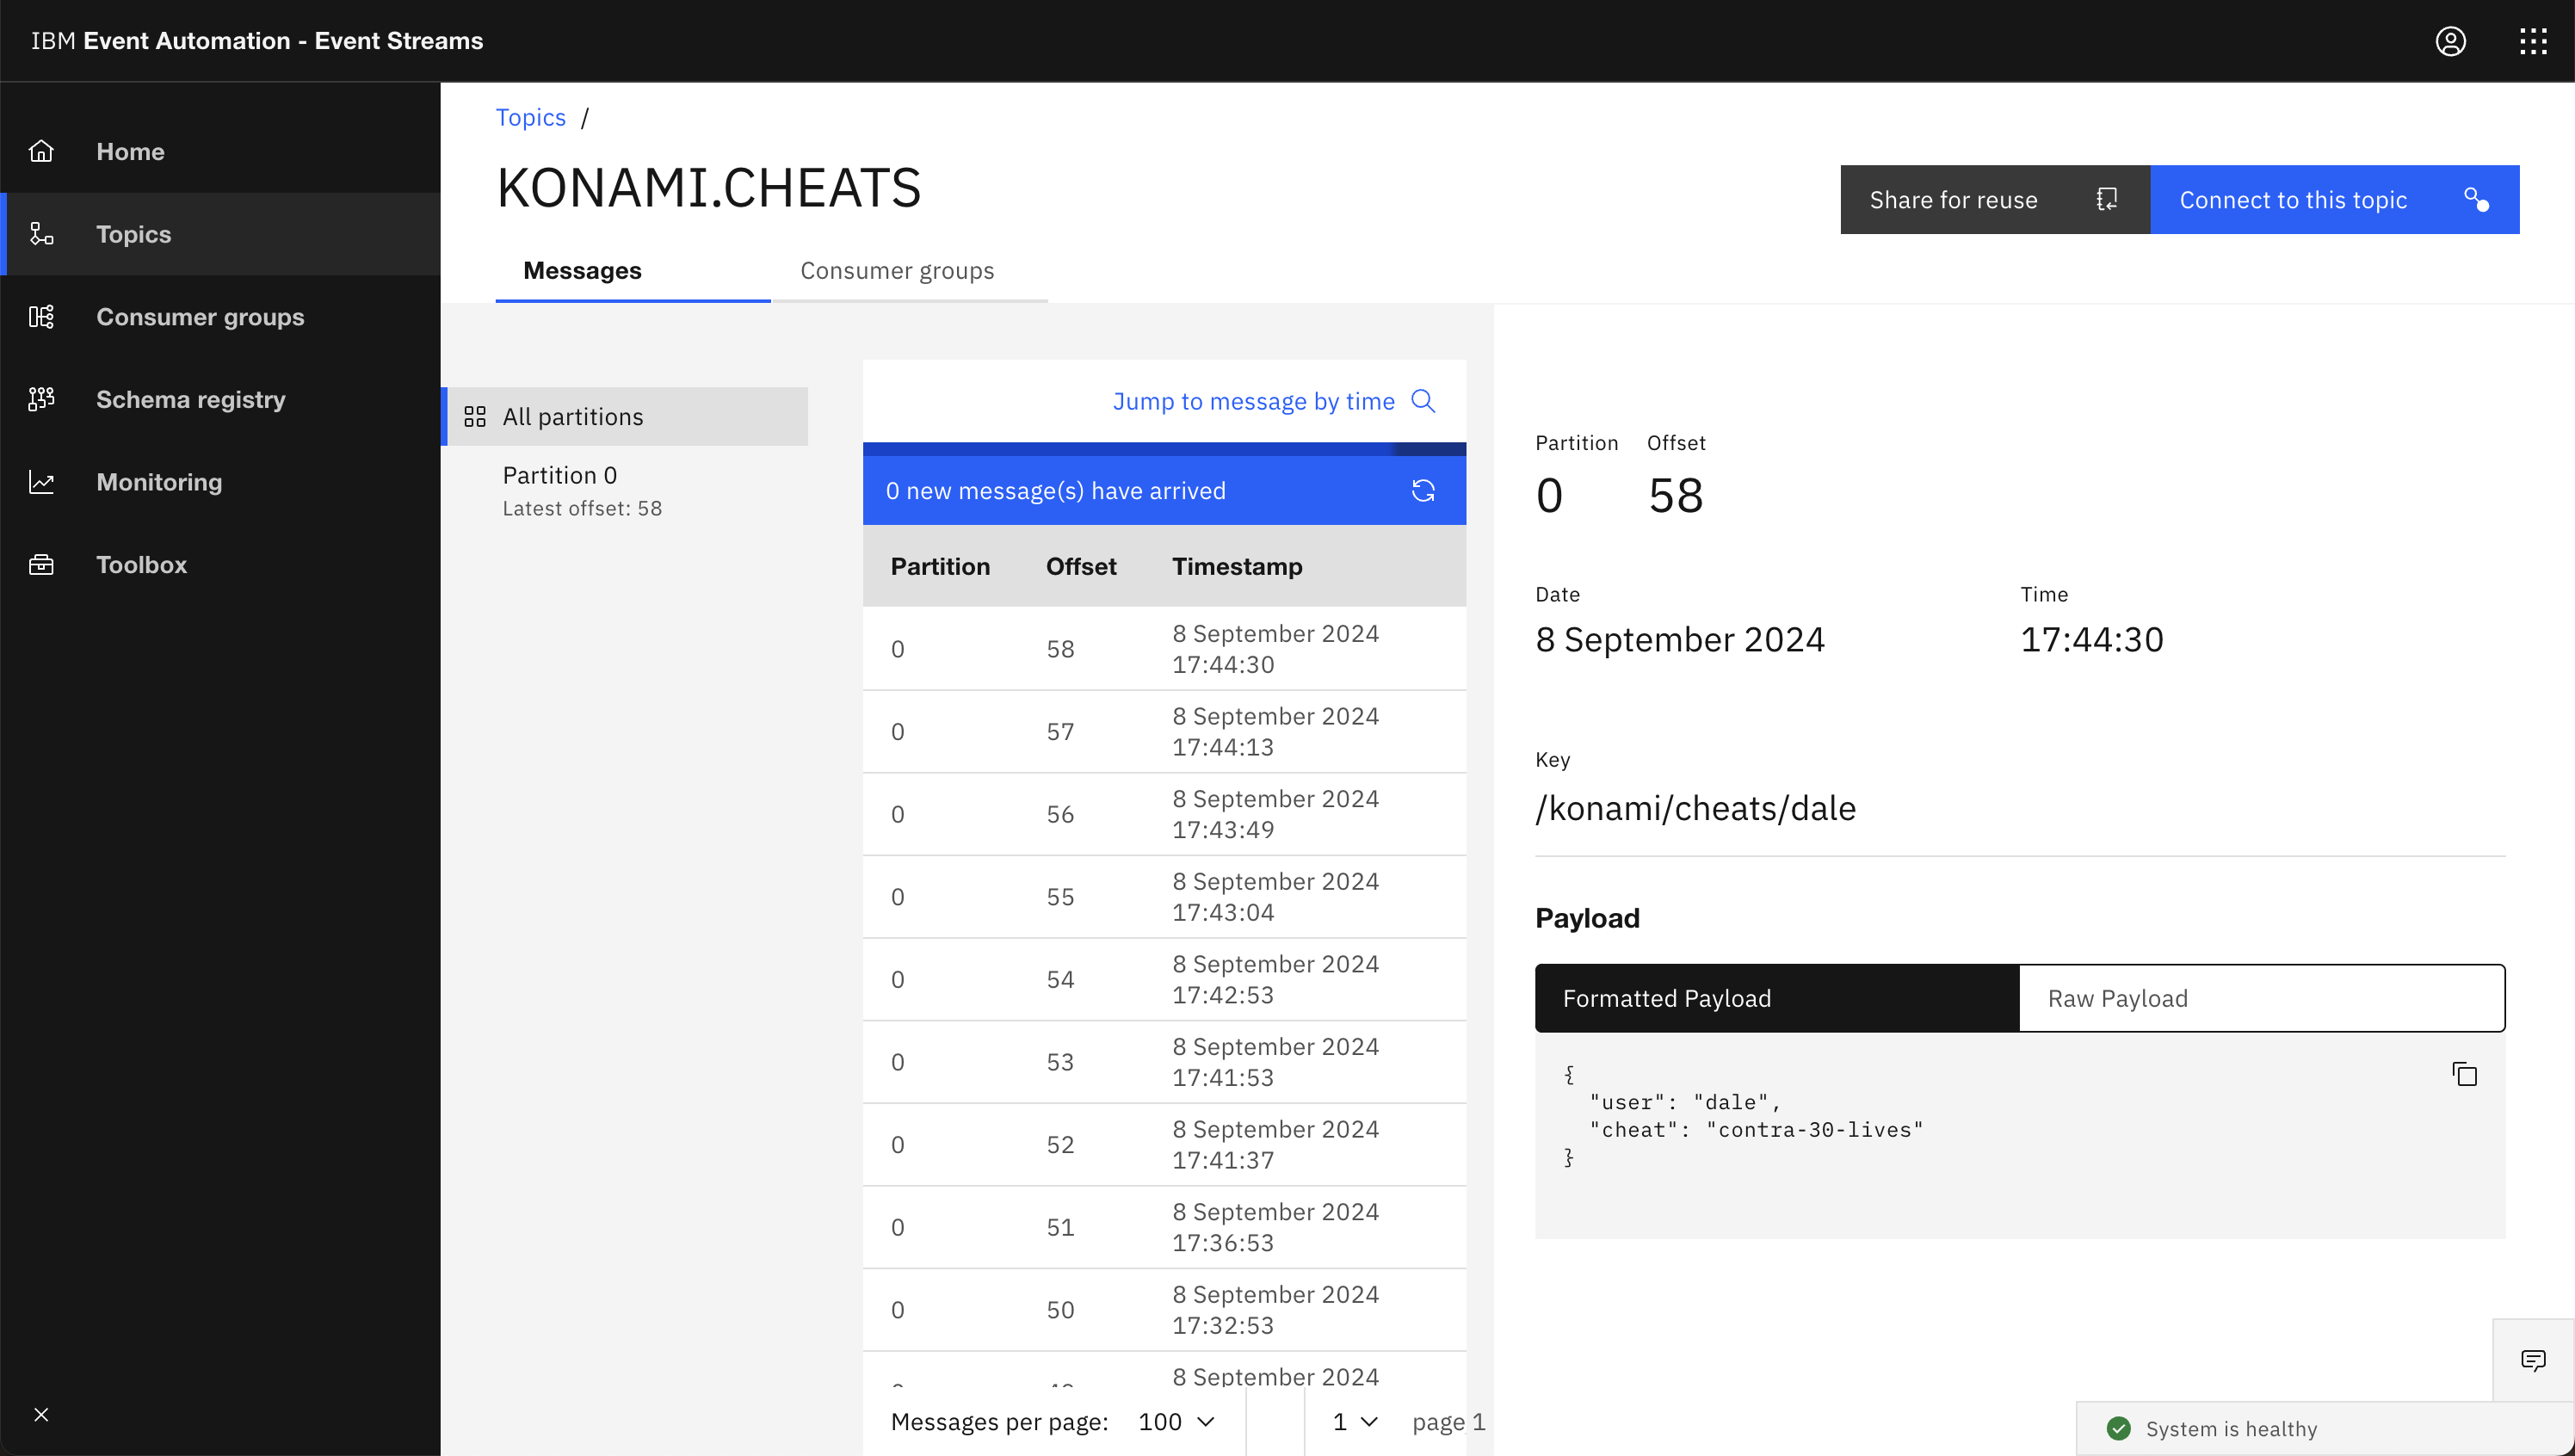 IBM Event Automation - Event Streams
Home
Topics
Consumer groups
Schema registry
Monitoring
Toolbox
Topics /
KONAMI.CHEATS
Share for reuse
Connect to this topic
Messages
Consumer groups
All partitions
Partition 0
Latest offset: 58
Jump to message by time
0 new message(s) have arrived
Partition Offset Timestamp
0 58 8 September 2024
17:44:30
0 57 8 September 2024
17:44:13
0 56 8 September 2024
17:43:49
0 55 8 September 2024
17:43:04
0 54 8 September 2024
17:42:53
0 53 8 September 2024
17:41:53
0 52 8 September 2024
17:41:37
0 51 8 September 2024
17:36:53
0 50 8 September 2024
17:32:53
8 September 2024
Messages per page: 100 1 page 1
Partition Offset
0 58
Date Time
8 September 2024 17:44:30
Key
/konami/cheats/dale
Payload
Formatted Payload
Raw Payload
{
"user": "dale",
"cheat": "contra-30-lives"
}
System is healthy